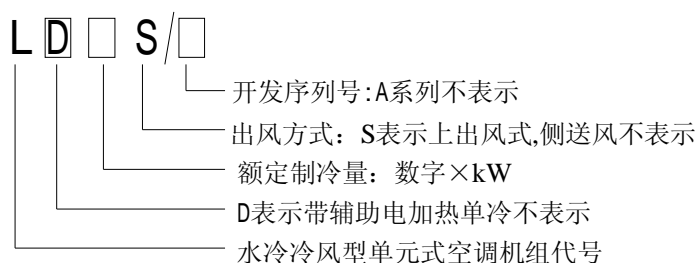 LD□ S/□
开发序列号:A系列不表示
出风方式：S表示上出风式,侧送风不表示
额定制冷量：数字×kW
D表示带辅助电加热单冷不表示
水冷冷风型单元式空调机组代号